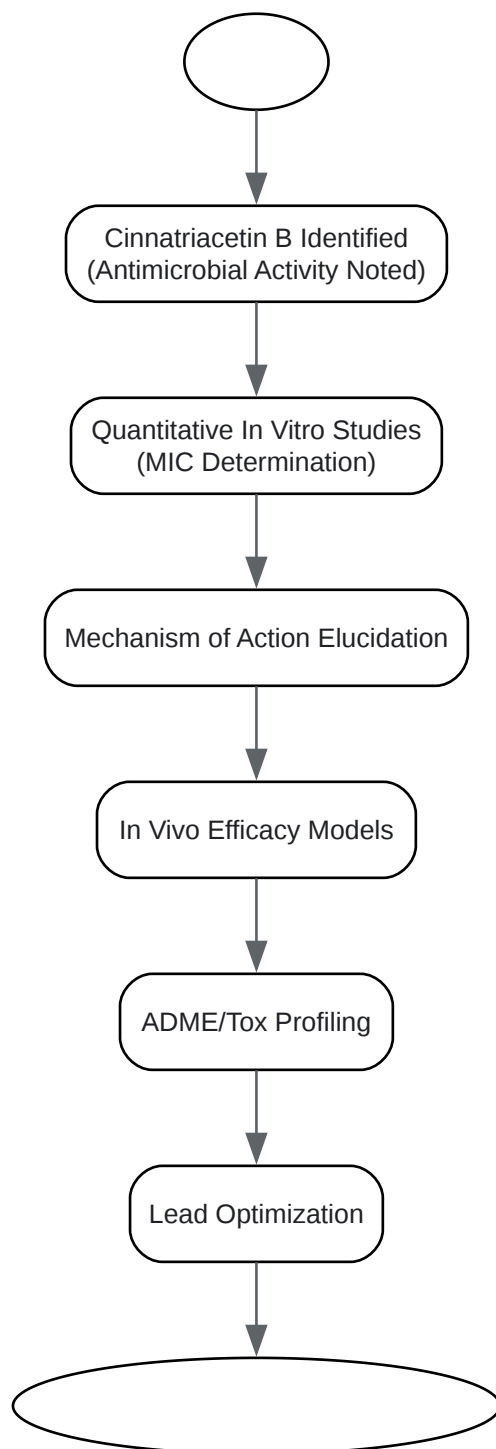 Cinnatriacetin B Identified
(Antimicrobial Activity Noted)
Quantitative In Vitro Studies
(MIC Determination)
Mechanism of Action Elucidation
In Vivo Efficacy Models
ADME/Tox Profiling
Lead Optimization